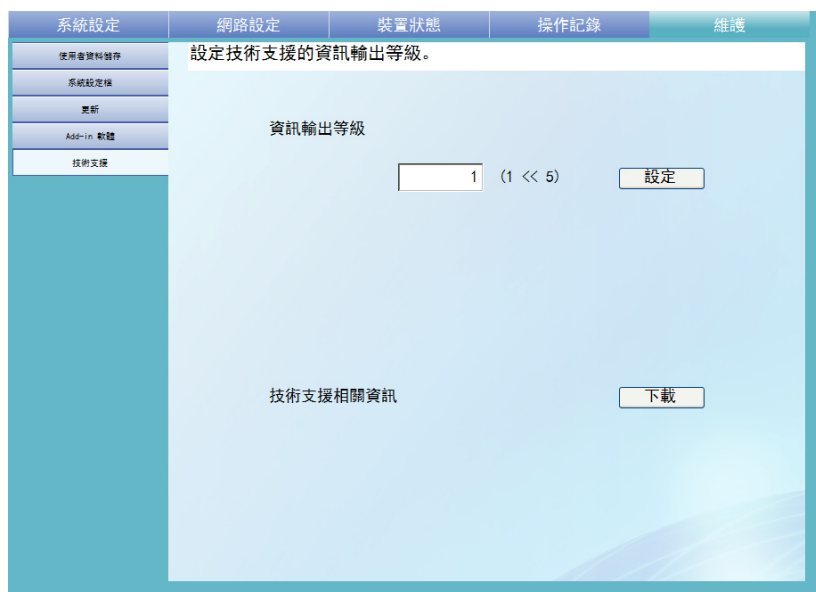 系統設定 網路設定 裝置狀態 操作記錄 維護
使用者資料儲存
系統設定檔
更新
Add-in 軟體
技術支援
設定技術支援的資訊輸出等級。
資訊輸出等級
1 (1 << 5) 設定
技術支援相關資訊 下載